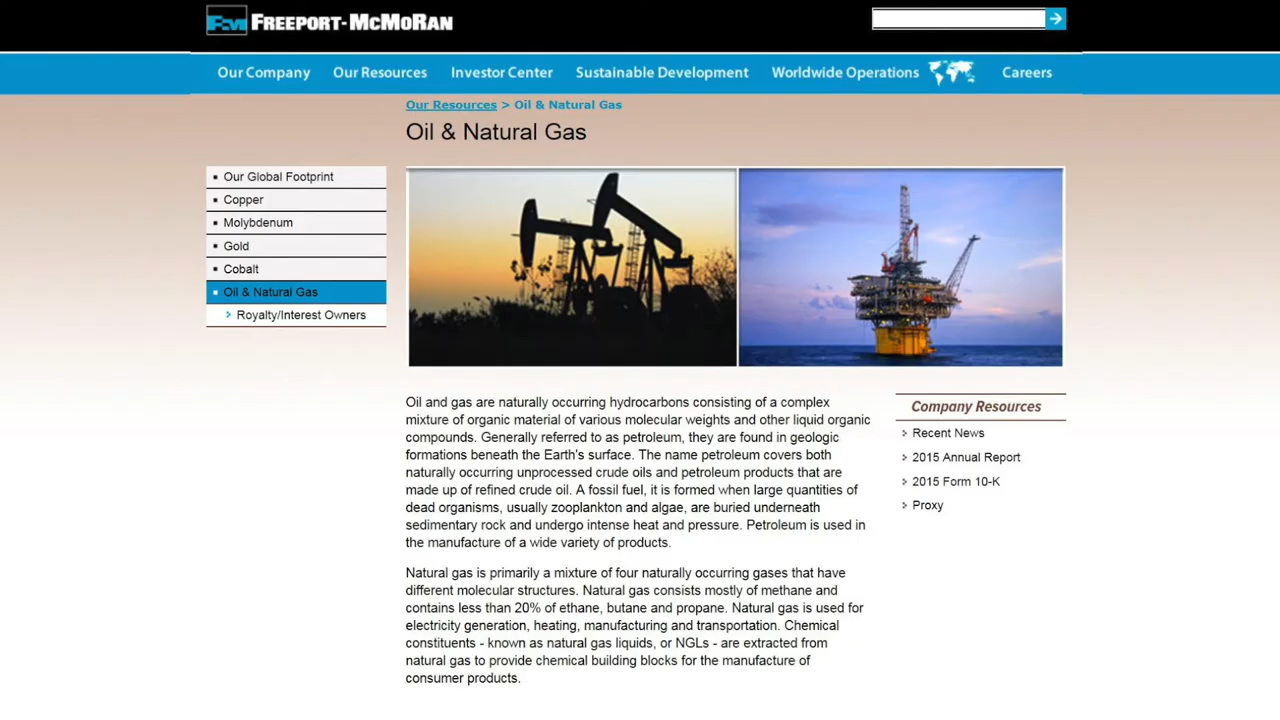 FREEPORT-MCMORAN
Our Company
Our Resources
Investor Center
Sustainable Development
Worldwide Operations
Careers
Our Resources > Oil & Natural Gas
Oil & Natural Gas
Our Global Footprint
Copper
Molybdenum
Gold
Cobalt
Oil & Natural Gas
Royalty/Interest Owners
Oil and gas are naturally occurring hydrocarbons consisting of a complex
mixture of organic material of various molecular weights and other liquid organic
compounds. Generally referred to as petroleum, they are found in geologic
formations beneath the Earth's surface. The name petroleum covers both
naturally occurring unprocessed crude oils and petroleum products that are
made up of refined crude oil. A fossil fuel, it is formed when large quantities of
dead organisms, usually zooplankton and algae, are buried underneath
sedimentary rock and undergo intense heat and pressure. Petroleum is used in
the manufacture of a wide variety of products.
Natural gas is primarily a mixture of four naturally occurring gases that have
different molecular structures. Natural gas consists mostly of methane and
contains less than 20% of ethane, butane and propane. Natural gas is used for
electricity generation, heating, manufacturing and transportation. Chemical
constituents - known as natural gas liquids, or NGLs - are extracted from
natural gas to provide chemical building blocks for the manufacture of
consumer products.
Company Resources
Recent News
2015 Annual Report
2015 Form 10-K
Proxy